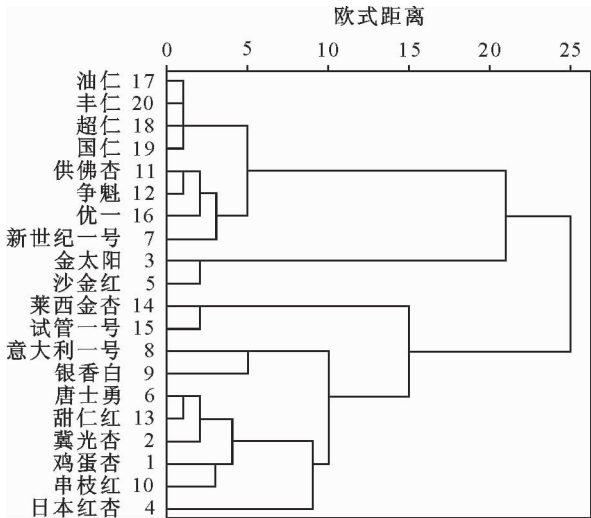 欧式距离
0 5 10 15 20 25
油仁 17
丰仁 20
超仁 18
国仁 19
供佛杏 11
争魁 12
优一 16
新世纪一号 7
金太阳 3
沙金红 5
莱西金杏 14
试管一号 15
意大利一号 8
银香白 9
唐士勇 6
甜仁红 13
冀光杏 2
鸡蛋杏 1
串枝红 10
日本红杏 4